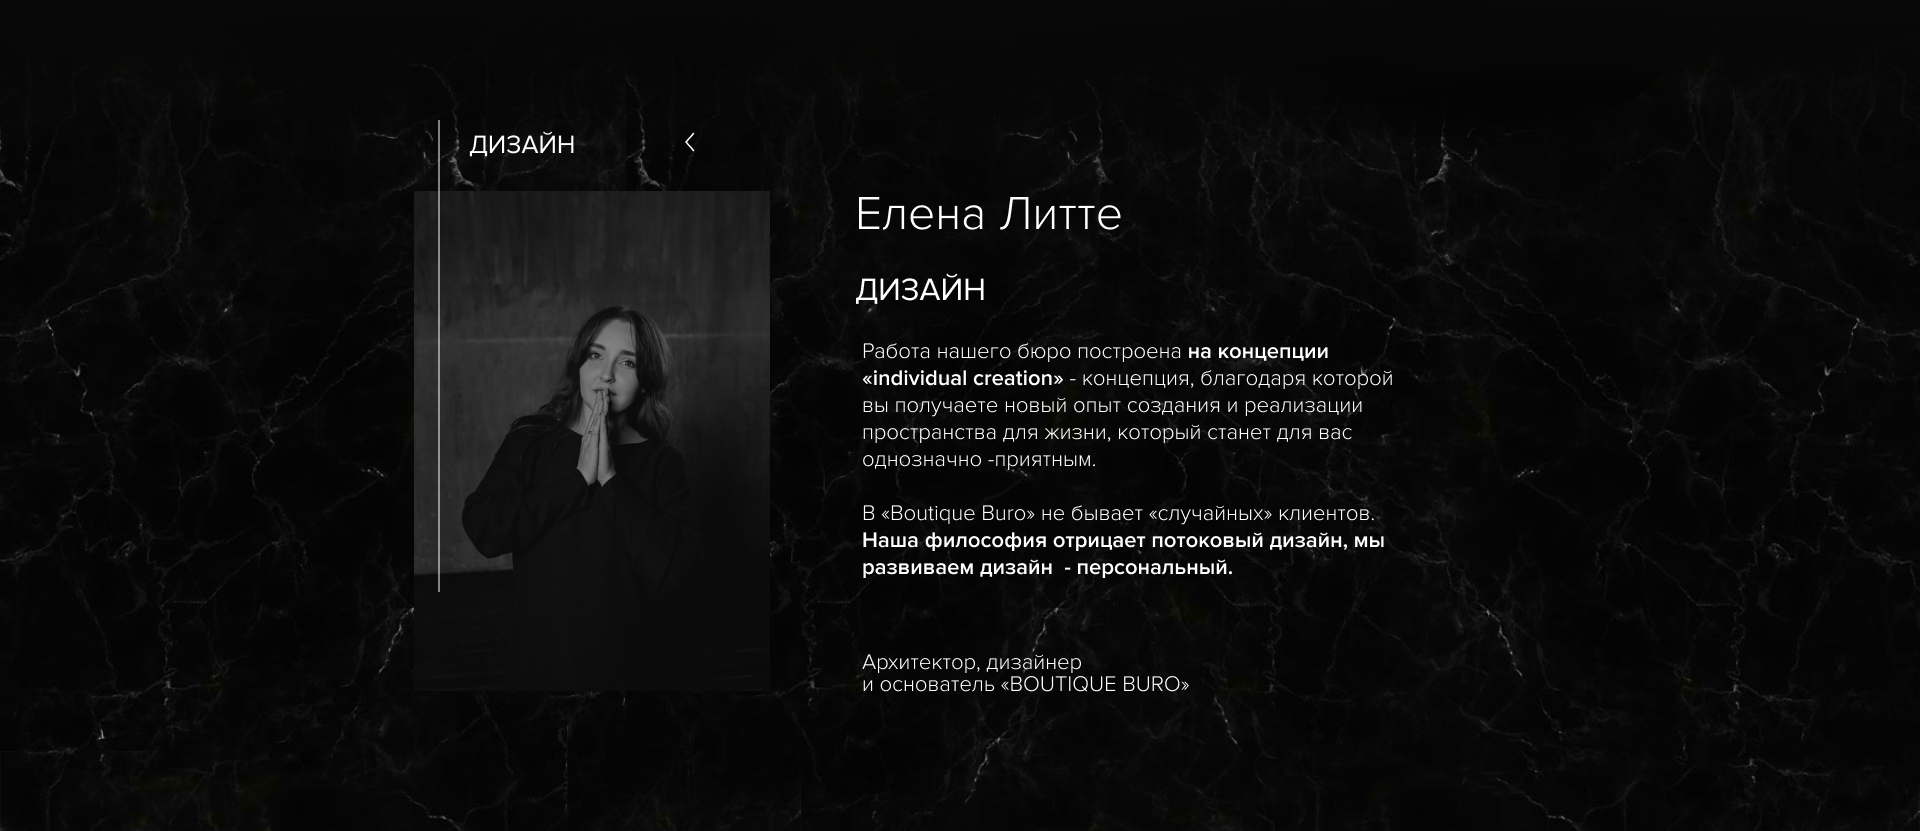 ДИЗАЙН
Елена Литте
ДИЗАЙН
Работа нашего бюро построена на концепции
«individual creation» - концепция, благодаря которой
вы получаете новый опыт создания и реализации
пространства для жизни, который станет для вас
однозначно -приятным.
В «Boutique Buro» не бывает «случайных» клиентов.
Наша философия отрицает потоковый дизайн, мы
развиваем дизайн  - персональный.
Архитектор, дизайнер
и основатель «BOUTIQUE BURO»